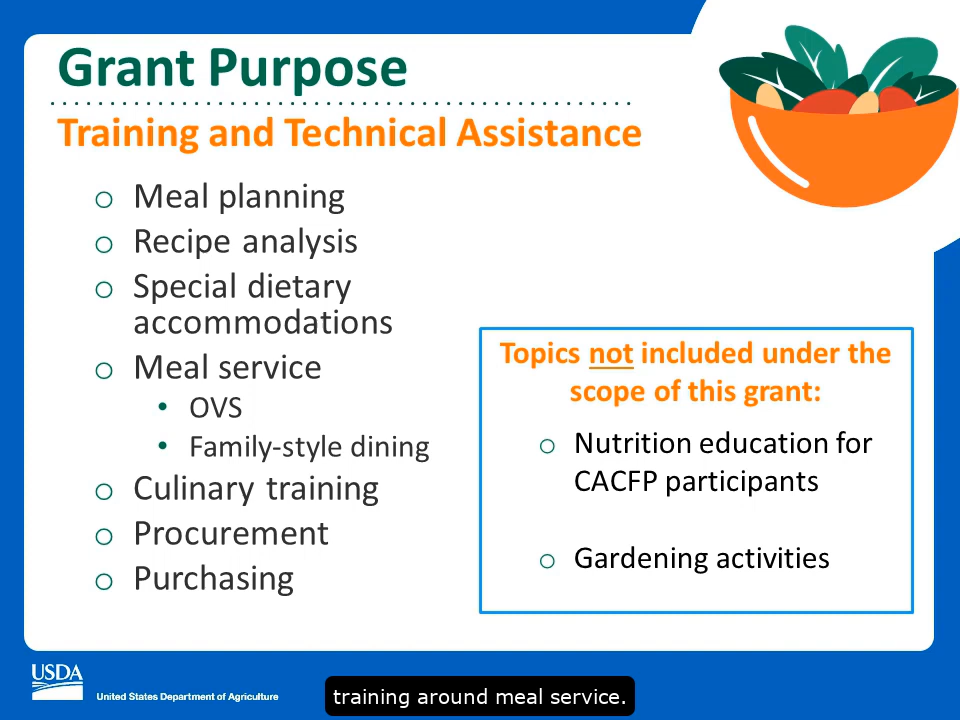 Grant Purpose
Training and Technical Assistance
Meal planning
Recipe analysis
Special dietary
accommodations
Meal service
OVS
Family-style dining
Culinary training
Procurement
Purchasing
Topics not included under the
scope of this grant:
Nutrition education for
CACFP participants
Gardening activities
USDA
United States Department of Agriculture
training around meal service.